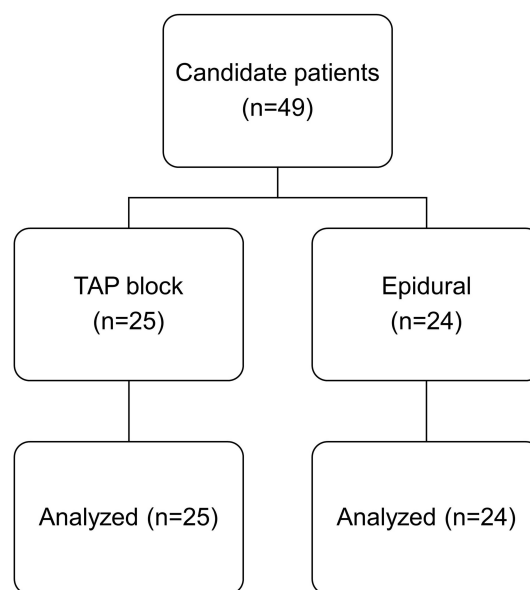 Candidate patients
(n=49)
TAP block
(n=25)
Epidural
(n=24)
Analyzed (n=25)
Analyzed (n=24)